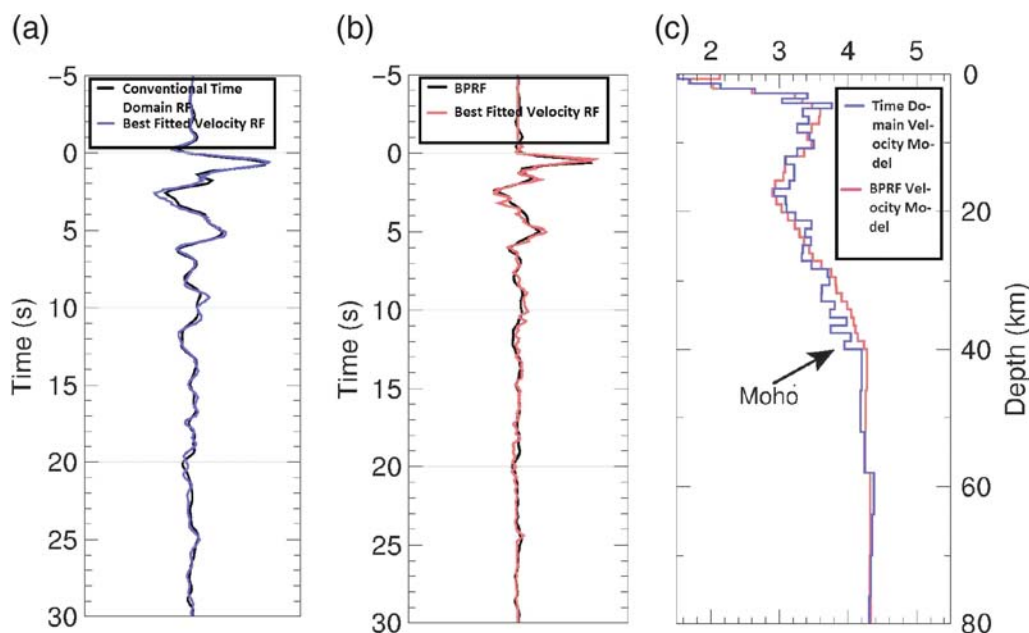 (a)
−5
Conventional Time
Domain RF
Best Fitted Velocity RF
0
5
10
15
20
25
30
Time (s)
(b)
−5
BPRF
Best Fitted Velocity RF
0
5
10
15
20
25
30
Time (s)
(c)
2 3 4 5
Time Do-
main Vel-
ocity Mo-
del
BPRF Vel-
ocity Mo-
del
Moho
0
20
40
60
80
Depth (km)